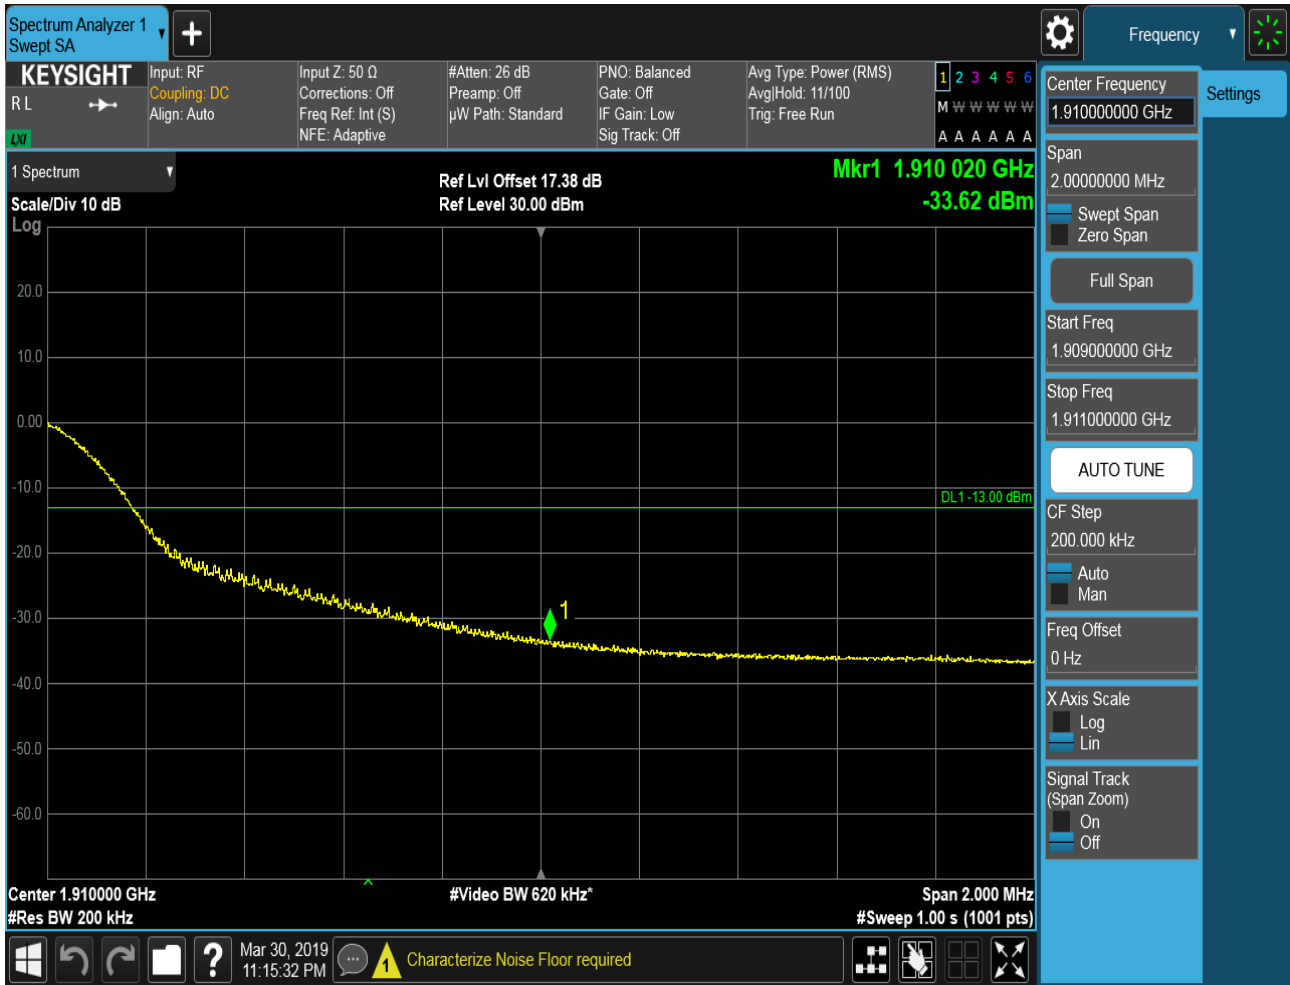 Spectrum Analyzer 1
Swept SA
Frequency
KEYSIGHT
R L
LXI
Input: RF
Coupling: DC
Align: Auto
Input Z: 50 Ω
Corrections: Off
Freq Ref: Int (S)
NFE: Adaptive
#Atten: 26 dB
Preamp: Off
µW Path: Standard
PNO: Balanced
Gate: Off
IF Gain: Low
Sig Track: Off
Avg Type: Power (RMS)
Avg|Hold: 11/100
Trig: Free Run
1 2 3 4 5 6
M W W W W W
A A A A A A
1 Spectrum
Scale/Div 10 dB
Log
Ref Lvl Offset 17.38 dB
Ref Level 30.00 dBm
Mkr1 1.910 020 GHz
-33.62 dBm
20.0
10.0
0.00
-10.0
-20.0
-30.0
-40.0
-50.0
-60.0
DL1 -13.00 dBm
1
Center 1.910000 GHz
#Res BW 200 kHz
#Video BW 620 kHz*
Span 2.000 MHz
#Sweep 1.00 s (1001 pts)
Mar 30, 2019
11:15:32 PM
?
1
Characterize Noise Floor required
Center Frequency
1.910000000 GHz
Settings
Span
2.00000000 MHz
Swept Span
Zero Span
Full Span
Start Freq
1.909000000 GHz
Stop Freq
1.911000000 GHz
AUTO TUNE
CF Step
200.000 kHz
Auto
Man
Freq Offset
0 Hz
X Axis Scale
Log
Lin
Signal Track
(Span Zoom)
On
Off